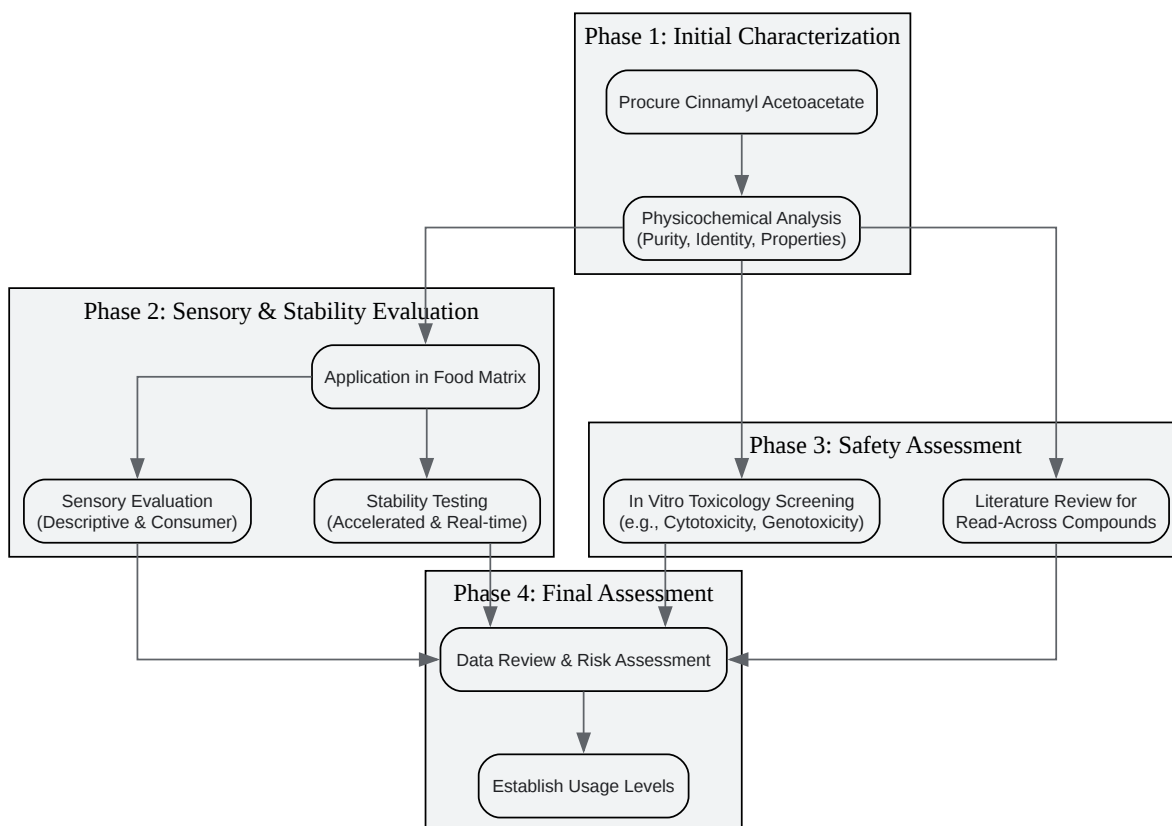 Phase 1: Initial Characterization
Procure Cinnamyl Acetoacetate
Physicochemical Analysis
(Purity, Identity, Properties)
Phase 2: Sensory & Stability Evaluation
Application in Food Matrix
Sensory Evaluation
(Descriptive & Consumer)
Stability Testing
(Accelerated & Real-time)
Phase 3: Safety Assessment
In Vitro Toxicology Screening
(e.g., Cytotoxicity, Genotoxicity)
Literature Review for
Read-Across Compounds
Phase 4: Final Assessment
Data Review & Risk Assessment
Establish Usage Levels